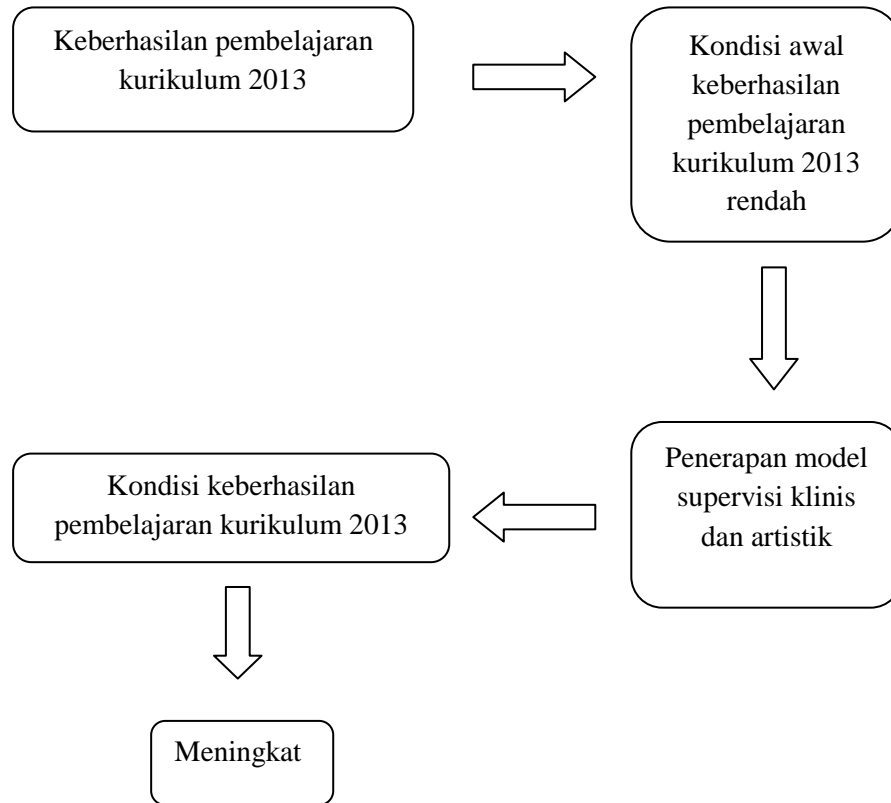 Keberhasilan pembelajaran
kurikulum 2013
Kondisi awal
keberhasilan
pembelajaran
kurikulum 2013
rendah
Penerapan model
supervisi klinis
dan artistik
Kondisi keberhasilan
pembelajaran kurikulum 2013
Meningkat